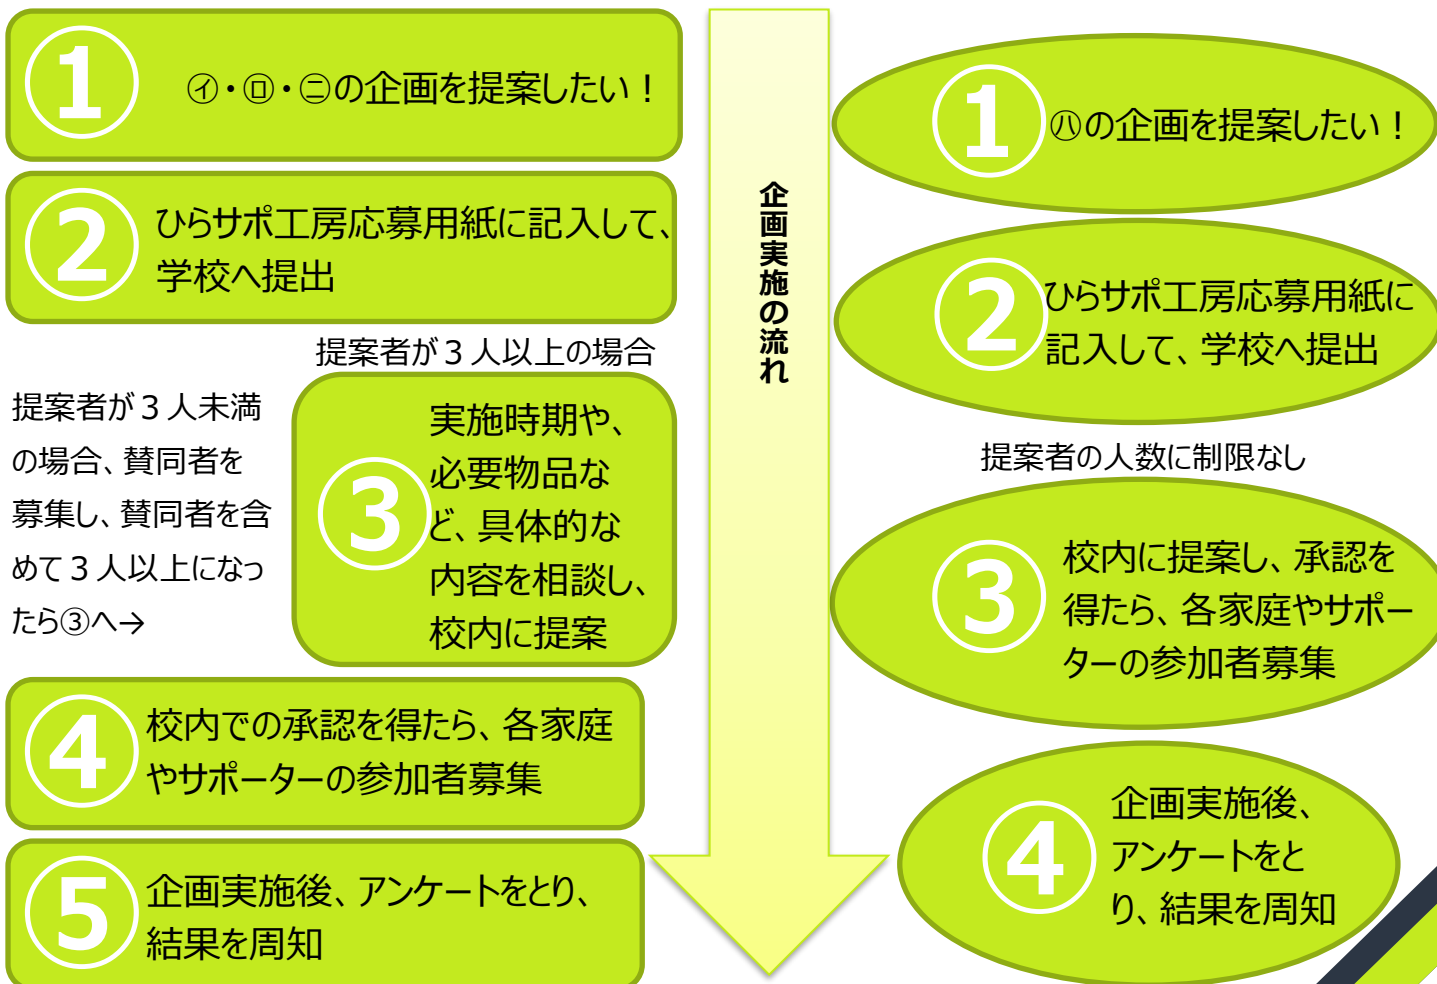 ①
㋑・㋺・㋥の企画を提案したい！
②
ひらサポ工房応募用紙に記入して、
学校へ提出
提案者が３人以上の場合
提案者が３人未満
の場合、賛同者を
募集し、賛同者を含
めて３人以上になっ
たら③へ→
③
実施時期や、
必要物品な
ど、具体的な
内容を相談し、
校内に提案
④
校内での承認を得たら、各家庭
やサポーターの参加者募集
⑤
企画実施後、アンケートをとり、
結果を周知
企画実施の流れ
①
㋩の企画を提案したい！
②
ひらサポ工房応募用紙に
記入して、学校へ提出
提案者の人数に制限なし
③
校内に提案し、承認を
得たら、各家庭やサポー
ターの参加者募集
④
企画実施後、
アンケートをと
り、結果を周知